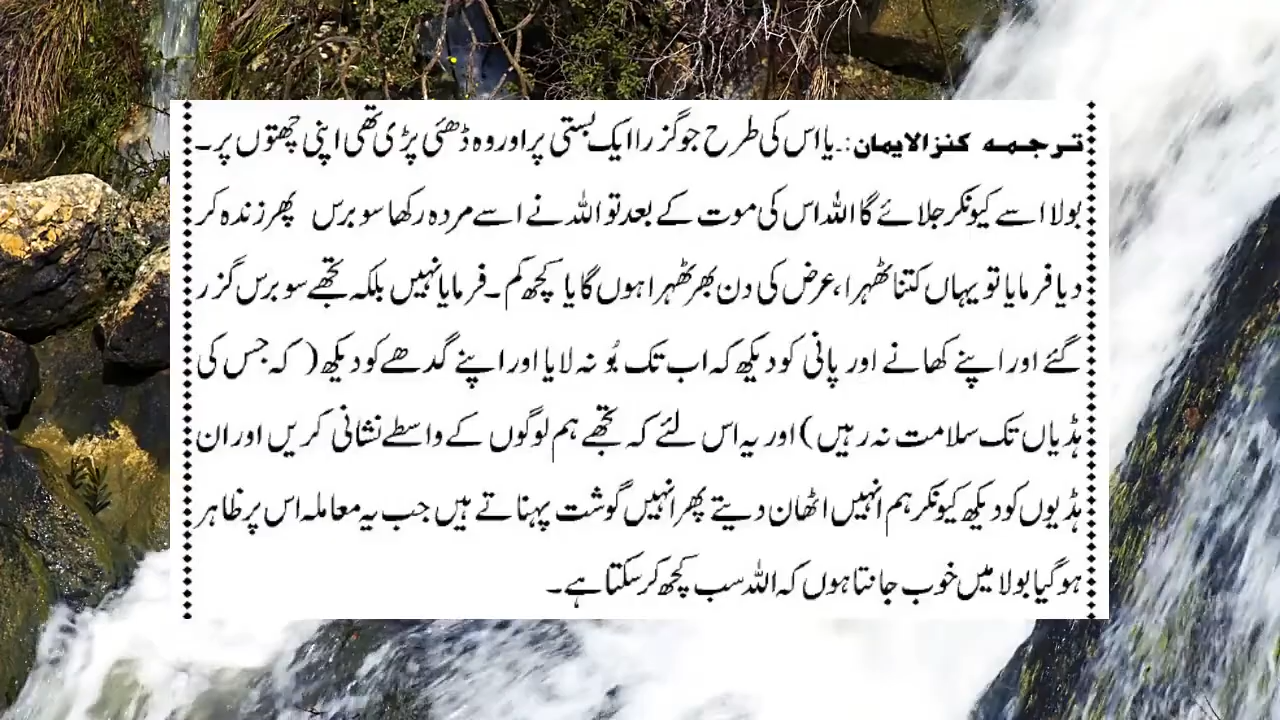 ترجمہ کنزالایمان:۔یا اس کی طرح جو گزرا ایک بستی پر اور وہ ڈھئی پڑی تھی اپنی چھتوں پر۔
بولا اسے کیونکر جلائے گا اللہ اس کی موت کے بعد تو اللہ نے اسے مردہ رکھا سو برس پھر زندہ کر
دیا فرمایا تو یہاں کتنا ٹھہرا،عرض کی دن بھر ٹھہرا ہوں گا یا کچھ کم۔فرمایا نہیں بلکہ تجھے سو برس گزر
گئے اور اپنے کھانے اور پانی کو دیکھ کہ اب تک بُو نہ لایا اور اپنے گدھے کو دیکھ( کہ جس کی
ہڈیاں تک سلامت نہ رہیں)اور یہ اس لئے کہ تجھے ہم لوگوں کے واسطے نشانی کریں اور ان
ہڈیوں کو دیکھ کیونکر ہم انہیں اٹھان دیتے پھر انہیں گوشت پہناتے ہیں جب یہ معاملہ اس پر ظاہر
ہو گیا بولا میں خوب جانتا ہوں کہ اللہ سب کچھ کر سکتا ہے۔